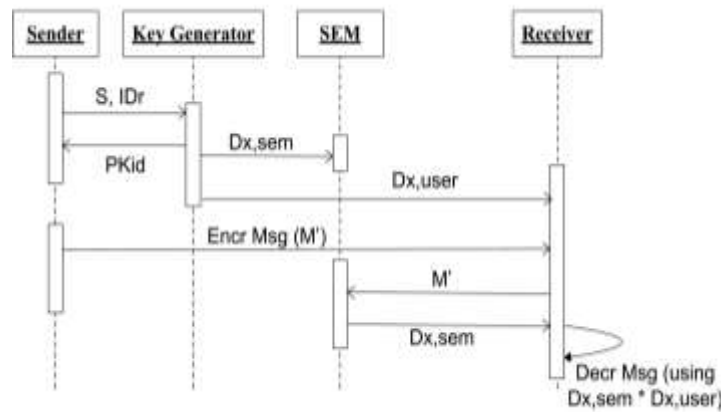 Sender Key Generator SEM Receiver
S, IDr
Dx,sem
PKid
Dx,user
Encr Msg (M')
M'
Dx,sem
Decr Msg (using
Dx,sem * Dx,user)